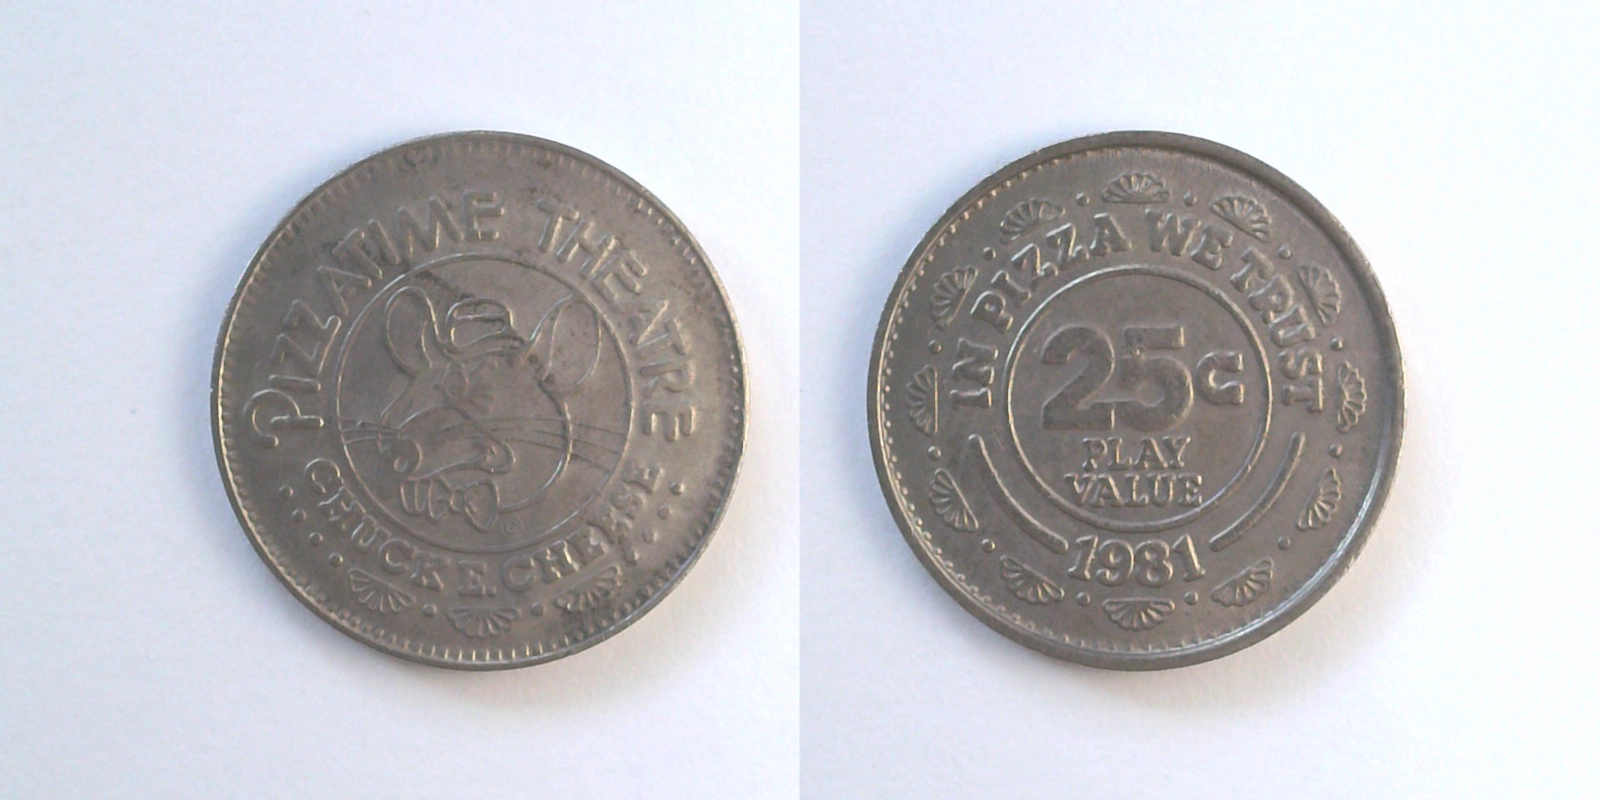 PIZZATIME THEATRE
CHUCK E. CHEESE
IN PIZZA WE TRUST
25¢
PLAY
VALUE
1981